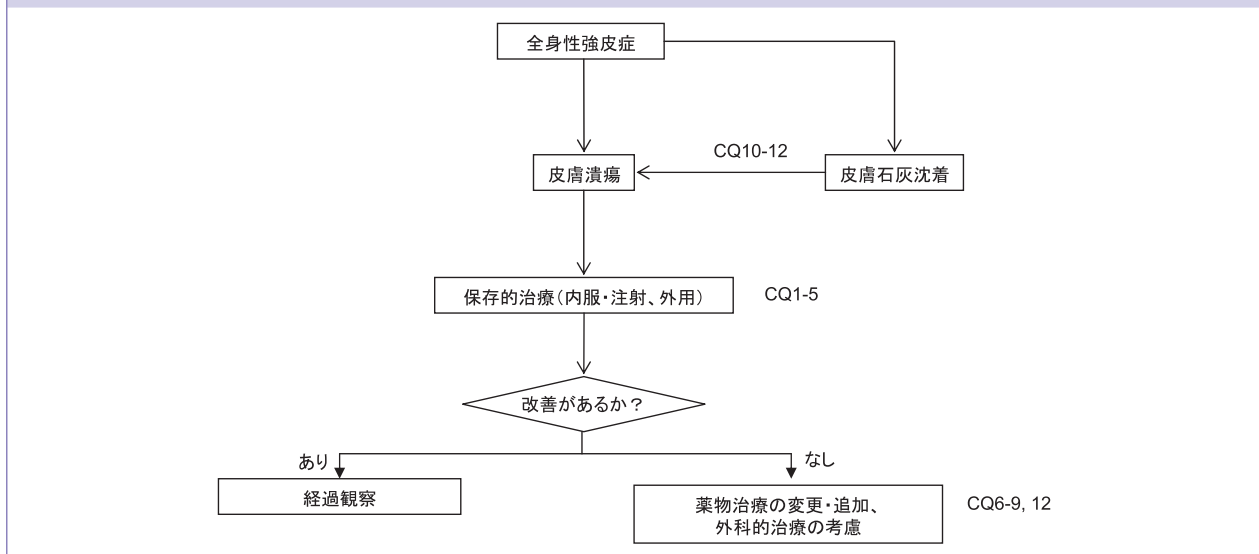 全身性強皮症
CQ10-12
皮膚潰瘍
皮膚石灰沈着
保存的治療(内服・注射、外用)
CQ1-5
改善があるか？
あり
なし
経過観察
薬物治療の変更・追加、
外科的治療の考慮
CQ6-9, 12